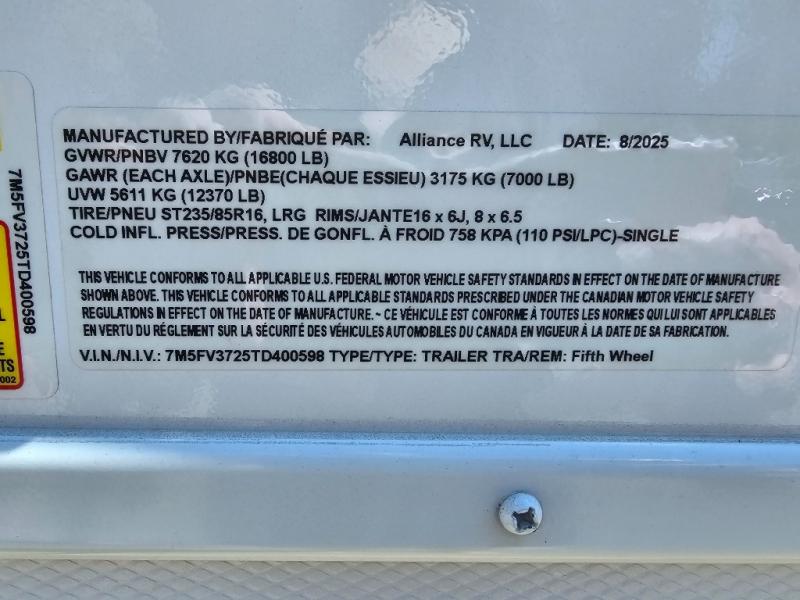 MANUFACTURED BY/FABRIQUÉ PAR: Alliance RV, LLC DATE: 8/2025
GVWR/PNBV 7620 KG (16800 LB)
GAWR (EACH AXLE)/PNBE(CHAQUE ESSIEU) 3175 KG (7000 LB)
UVW 5611 KG (12370 LB)
TIRE/PNEU ST235/85R16, LRG RIMS/JANTE16 x 6J, 8 x 6.5
COLD INFL. PRESS/PRESS. DE GONFL. À FROID 758 KPA (110 PSI/LPC)-SINGLE
THIS VEHICLE CONFORMS TO ALL APPLICABLE U.S. FEDERAL MOTOR VEHICLE SAFETY STANDARDS IN EFFECT ON THE DATE OF MANUFACTURE
SHOWN ABOVE. THIS VEHICLE CONFORMS TO ALL APPLICABLE STANDARDS PRESCRIBED UNDER THE CANADIAN MOTOR VEHICLE SAFETY
REGULATIONS IN EFFECT ON THE DATE OF MANUFACTURE. ~ CE VÉHICULE EST CONFORME À TOUTES LES NORMES QUI LUI SONT APPLICABLES
EN VERTU DU RÉGLEMENT SUR LA SÉCURITÉ DES VÉHICULES AUTOMOBILES DU CANADA EN VIGUEUR À LA DATE DE SA FABRICATION.
V.I.N./N.I.V.: 7M5FV3725TD400598 TYPE/TYPE: TRAILER TRA/REM: Fifth Wheel
7M5FV3725TD400598
TS
002